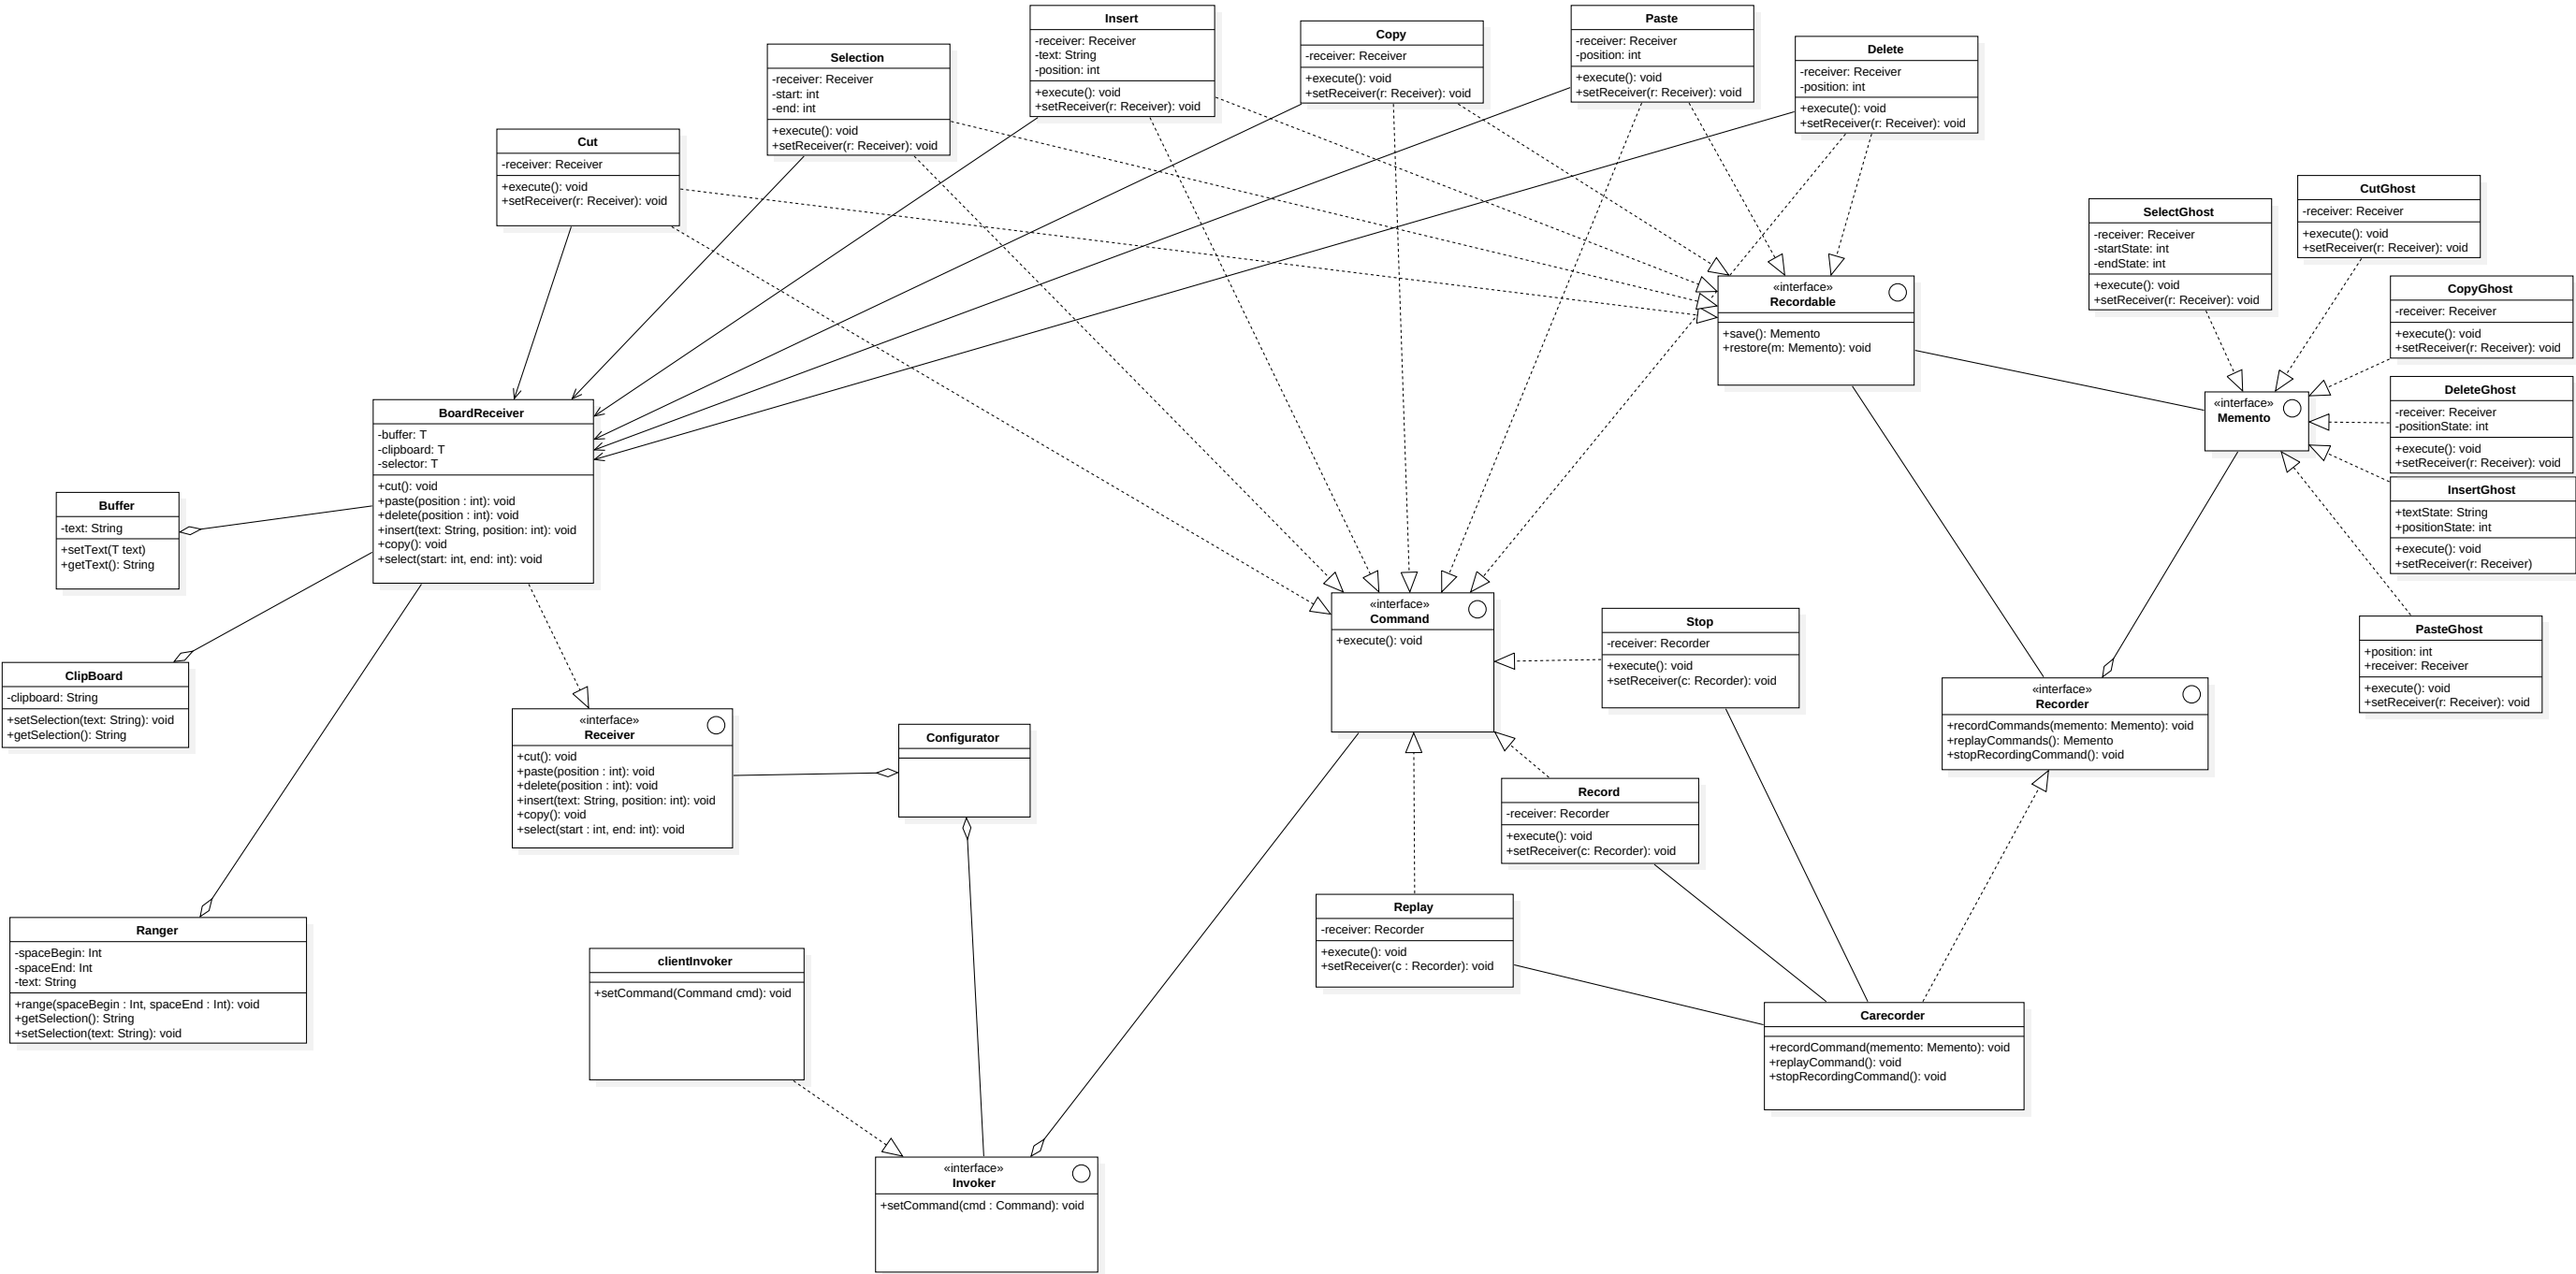 Insert
-receiver: Receiver
-text: String
-position: int
+execute(): void
+setReceiver(r: Receiver): void
Paste
-receiver: Receiver
-position: int
+execute(): void
+setReceiver(r: Receiver): void
Copy
-receiver: Receiver
+execute(): void
+setReceiver(r: Receiver): void
Delete
-receiver: Receiver
-position: int
+execute(): void
+setReceiver(r: Receiver): void
Selection
-receiver: Receiver
-start: int
-end: int
+execute(): void
+setReceiver(r: Receiver): void
Cut
-receiver: Receiver
+execute(): void
+setReceiver(r: Receiver): void
CutGhost
-receiver: Receiver
+execute(): void
+setReceiver(r: Receiver): void
SelectGhost
-receiver: Receiver
-startState: int
-endState: int
+execute(): void
+setReceiver(r: Receiver): void
«interface»
Recordable
+save(): Memento
+restore(m: Memento): void
CopyGhost
-receiver: Receiver
+execute(): void
+setReceiver(r: Receiver): void
DeleteGhost
-receiver: Receiver
-positionState: int
+execute(): void
+setReceiver(r: Receiver): void
«interface»
Memento
InsertGhost
+textState: String
+positionState: int
+execute(): void
+setReceiver(r: Receiver)
BoardReceiver
-buffer: T
-clipboard: T
-selector: T
+cut(): void
+paste(position : int): void
+delete(position : int): void
+insert(text: String, position: int): void
+copy(): void
+select(start: int, end: int): void
Buffer
-text: String
+setText(T text)
+getText(): String
«interface»
Command
+execute(): void
Stop
-receiver: Recorder
+execute(): void
+setReceiver(c: Recorder): void
PasteGhost
+position: int
+receiver: Receiver
+execute(): void
+setReceiver(r: Receiver): void
ClipBoard
-clipboard: String
+setSelection(text: String): void
+getSelection(): String
«interface»
Recorder
+recordCommands(memento: Memento): void
+replayCommands(): Memento
+stopRecordingCommand(): void
«interface»
Receiver
+cut(): void
+paste(position : int): void
+delete(position : int): void
+insert(text: String, position: int): void
+copy(): void
+select(start : int, end: int): void
Configurator
Record
-receiver: Recorder
+execute(): void
+setReceiver(c: Recorder): void
Replay
-receiver: Recorder
+execute(): void
+setReceiver(c : Recorder): void
Ranger
-spaceBegin: Int
-spaceEnd: Int
-text: String
+range(spaceBegin : Int, spaceEnd : Int): void
+getSelection(): String
+setSelection(text: String): void
clientInvoker
+setCommand(Command cmd): void
Carecorder
+recordCommand(memento: Memento): void
+replayCommand(): void
+stopRecordingCommand(): void
«interface»
Invoker
+setCommand(cmd : Command): void